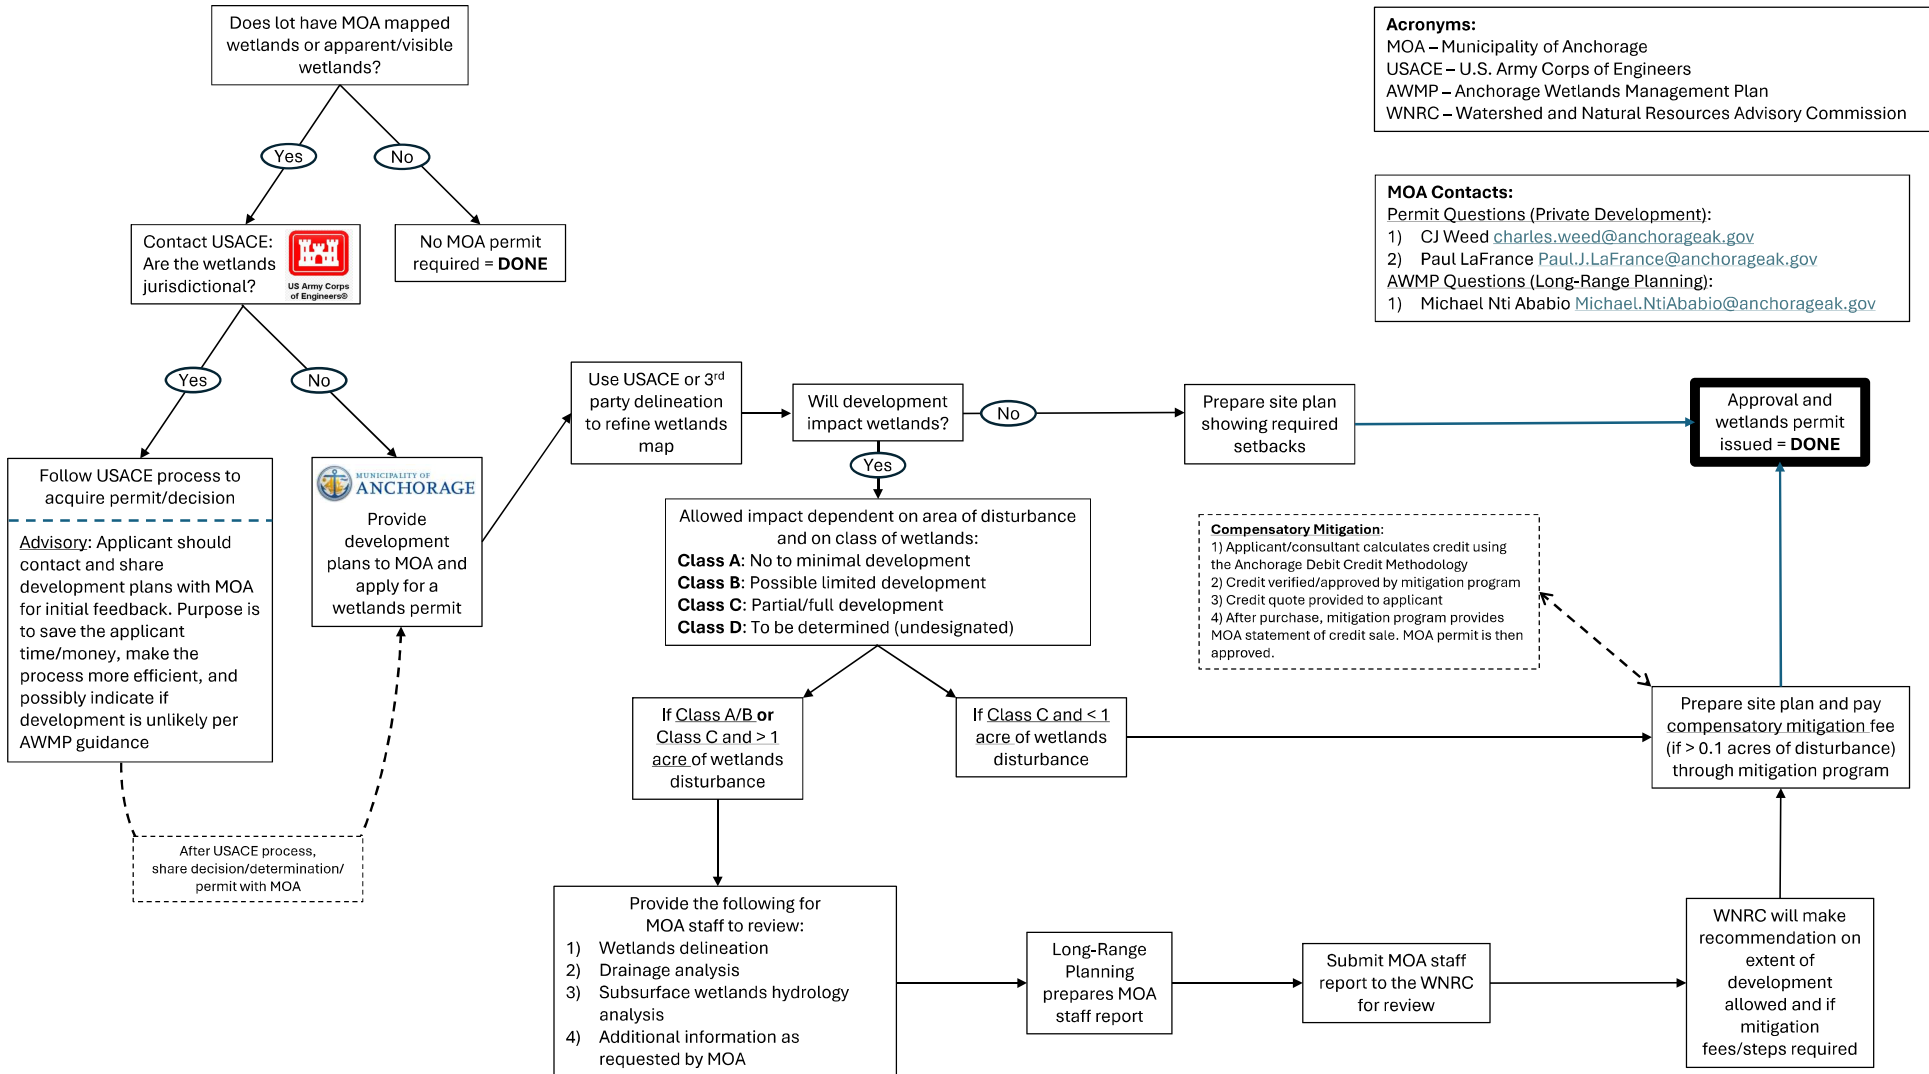 Does lot have MOA mapped
wetlands or apparent/visible
wetlands?
Acronyms:
MOA – Municipality of Anchorage
USACE – U.S. Army Corps of Engineers
AWMP – Anchorage Wetlands Management Plan
WNRC – Watershed and Natural Resources Advisory Commission
Yes
No
MOA Contacts:
Permit Questions (Private Development):
1) CJ Weed charles.weed@anchorageak.gov
2) Paul LaFrance Paul.J.LaFrance@anchorageak.gov
AWMP Questions (Long-Range Planning):
1) Michael Nti Ababio Michael.NtiAbabio@anchorageak.gov
Contact USACE:
Are the wetlands
jurisdictional?
US Army Corps
of Engineers®
No MOA permit
required = DONE
Yes
No
Use USACE or 3rd
party delineation
to refine wetlands
map
Will development
impact wetlands?
No
Prepare site plan
showing required
setbacks
Approval and
wetlands permit
issued = DONE
Yes
Follow USACE process to
acquire permit/decision
Advisory: Applicant should
contact and share
development plans with MOA
for initial feedback. Purpose is
to save the applicant
time/money, make the
process more efficient, and
possibly indicate if
development is unlikely per
AWMP guidance
MUNICIPALITY OF
ANCHORAGE
Provide
development
plans to MOA and
apply for a
wetlands permit
Allowed impact dependent on area of disturbance
and on class of wetlands:
Class A: No to minimal development
Class B: Possible limited development
Class C: Partial/full development
Class D: To be determined (undesignated)
Compensatory Mitigation:
1) Applicant/consultant calculates credit using
the Anchorage Debit Credit Methodology
2) Credit verified/approved by mitigation program
3) Credit quote provided to applicant
4) After purchase, mitigation program provides
MOA statement of credit sale. MOA permit is then
approved.
If Class A/B or
Class C and > 1
acre of wetlands
disturbance
If Class C and < 1
acre of wetlands
disturbance
Prepare site plan and pay
compensatory mitigation fee
(if > 0.1 acres of disturbance)
through mitigation program
After USACE process,
share decision/determination/
permit with MOA
Provide the following for
MOA staff to review:
1) Wetlands delineation
2) Drainage analysis
3) Subsurface wetlands hydrology
analysis
4) Additional information as
requested by MOA
Long-Range
Planning
prepares MOA
staff report
Submit MOA staff
report to the WNRC
for review
WNRC will make
recommendation on
extent of
development
allowed and if
mitigation
fees/steps required